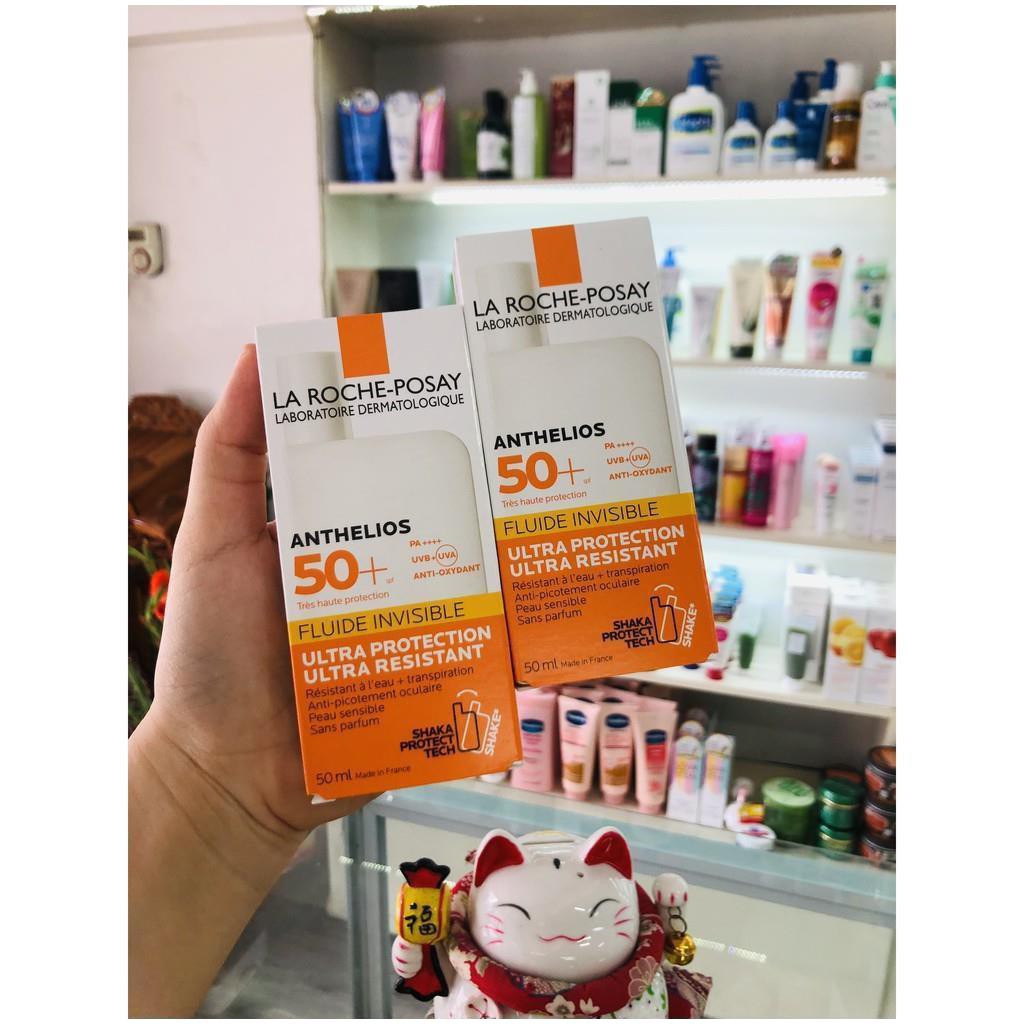 LA ROCHE-POSAY
LABORATOIRE DERMATOLOGIQUE
ANTHELIOS
50+ spf
PA ++++
UVB+UVA
ANTI-OXYDANT
Très haute protection
FLUIDE INVISIBLE
ULTRA PROTECTION
ULTRA RESISTANT
Résistant à l'eau + transpiration
Anti-picotement oculaire
Peau sensible
Sans parfum
SHAKA
PROTECT
TECH
SHAKE*
50 ml Made in France
LA ROCHE-POSAY
LABORATOIRE DERMATOLOGIQUE
ANTHELIOS
50+ spf
PA ++++
UVB+UVA
ANTI-OXYDANT
Très haute protection
FLUIDE INVISIBLE
ULTRA PROTECTION
ULTRA RESISTANT
Résistant à l'eau + transpiration
Anti-picotement oculaire
Peau sensible
Sans parfum
SHAKA
PROTECT
TECH
SHAKE*
50 ml Made in France
Vaseline
Vaseline
福